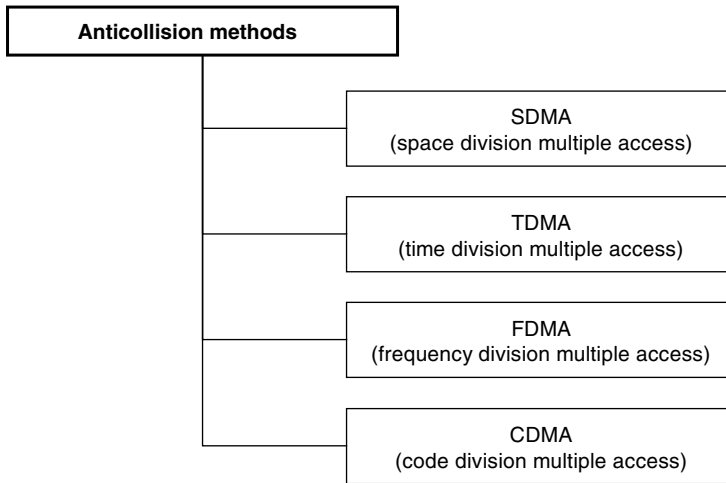 Anticollision methods
SDMA
(space division multiple access)
TDMA
(time division multiple access)
FDMA
(frequency division multiple access)
CDMA
(code division multiple access)